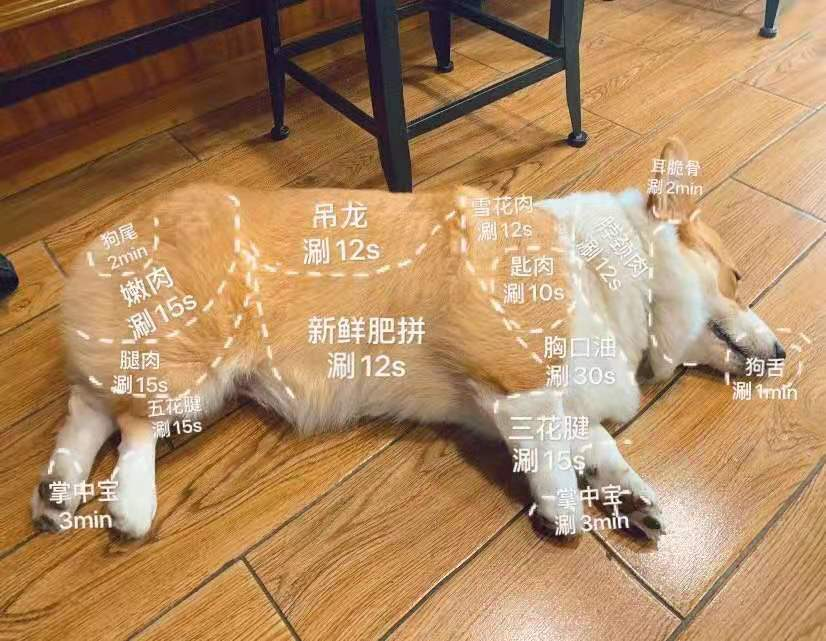 耳脆骨
涮2min
雪花肉
涮12s
吊龙
涮12s
脖颈肉
涮12s
狗尾
2min
匙肉
涮10s
嫩肉
涮15s
新鲜肥拼
涮12s
胸口油
涮30s
腿肉
涮15s
狗舌
涮1min
五花腱
涮15s
三花腱
涮15s
掌中宝
3min
掌中宝
涮3min